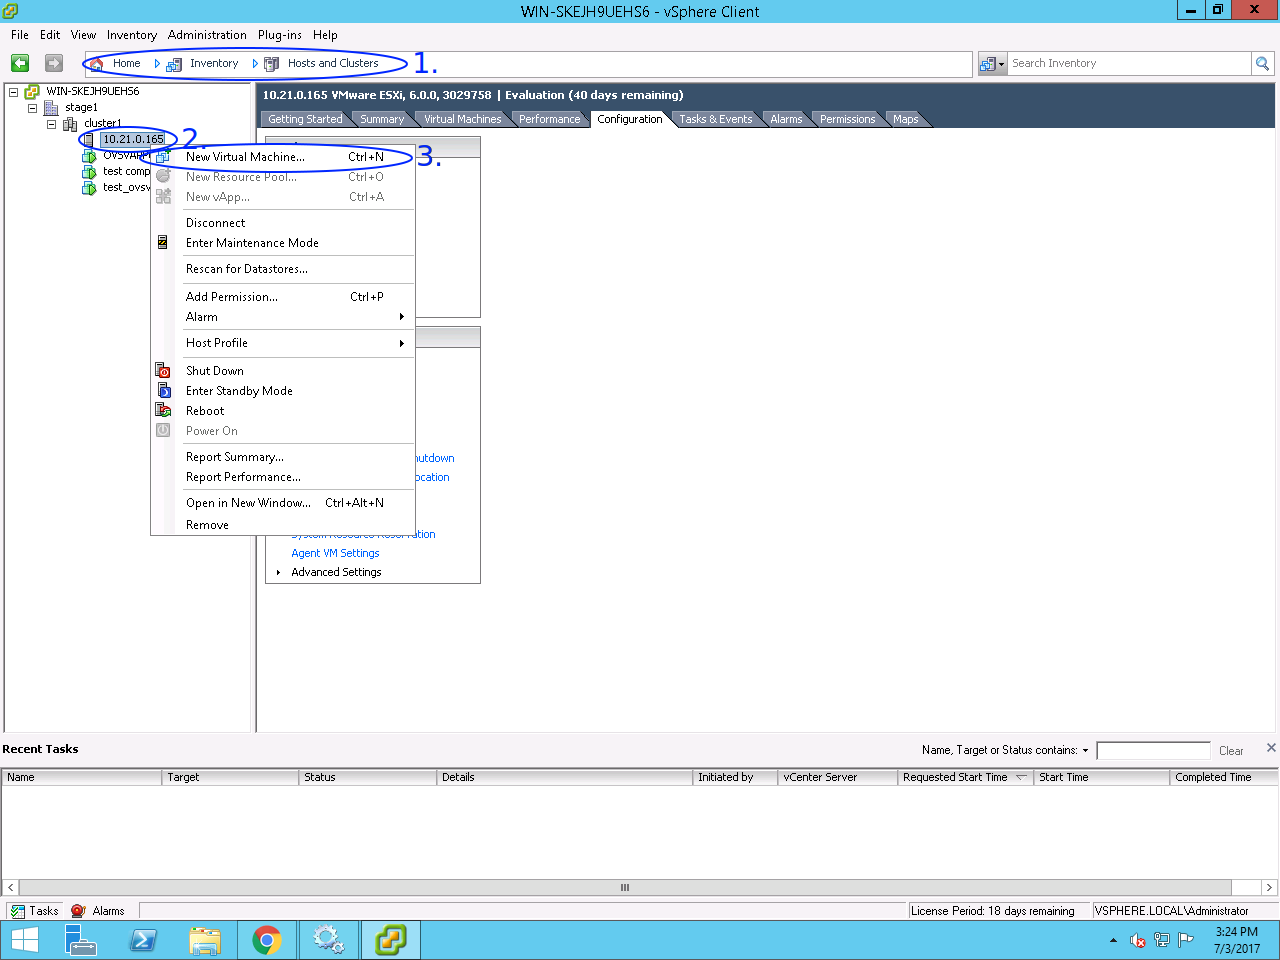 WIN-SKEJH9UEHS6 - vSphere Client
File Edit View Inventory Administration Plug-ins Help
Home Inventory Hosts and Clusters 1.
Search Inventory
WIN-SKEJH9UEHS6
stage1
cluster1
10.21.0.165 2.
test comp
test_ovsv
10.21.0.165 VMware ESXi, 6.0.0, 3029758 | Evaluation (40 days remaining)
Getting Started Summary Virtual Machines Performance Configuration Tasks & Events Alarms Permissions Maps
New Virtual Machine... Ctrl+N 3.
New Resource Pool... Ctrl+O
New vApp... Ctrl+A
Disconnect
Enter Maintenance Mode
Rescan for Datastores...
Add Permission... Ctrl+P
Alarm
Host Profile
Shut Down
Enter Standby Mode
Reboot
Power On
Report Summary...
Report Performance...
Open in New Window... Ctrl+Alt+N
Remove
utdown
ocation
System Resource Reservation
Agent VM Settings
Advanced Settings
Recent Tasks
Name, Target or Status contains: Clear
Name Target Status Details Initiated by vCenter Server Requested Start Time Start Time Completed Time
Tasks Alarms
License Period: 18 days remaining VSPHERE.LOCAL\Administrator
3:24 PM
7/3/2017